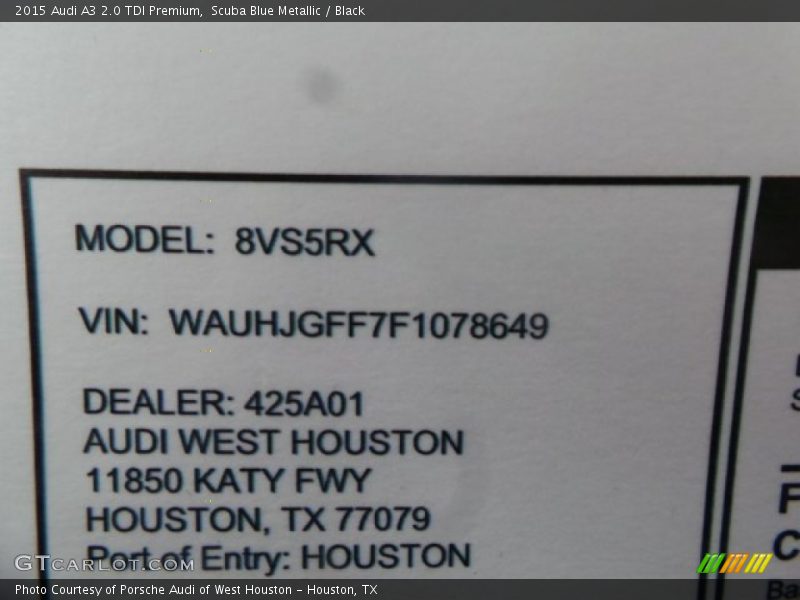 2015 Audi A3 2.0 TDI Premium,  Scuba Blue Metallic / Black
MODEL: 8VS5RX
VIN: WAUHJGFF7F1078649
DEALER: 425A01
AUDI WEST HOUSTON
11850 KATY FWY
HOUSTON, TX 77079
Port of Entry: HOUSTON
GTCARLOT.COM
Photo Courtesy of Porsche Audi of West Houston – Houston, TX